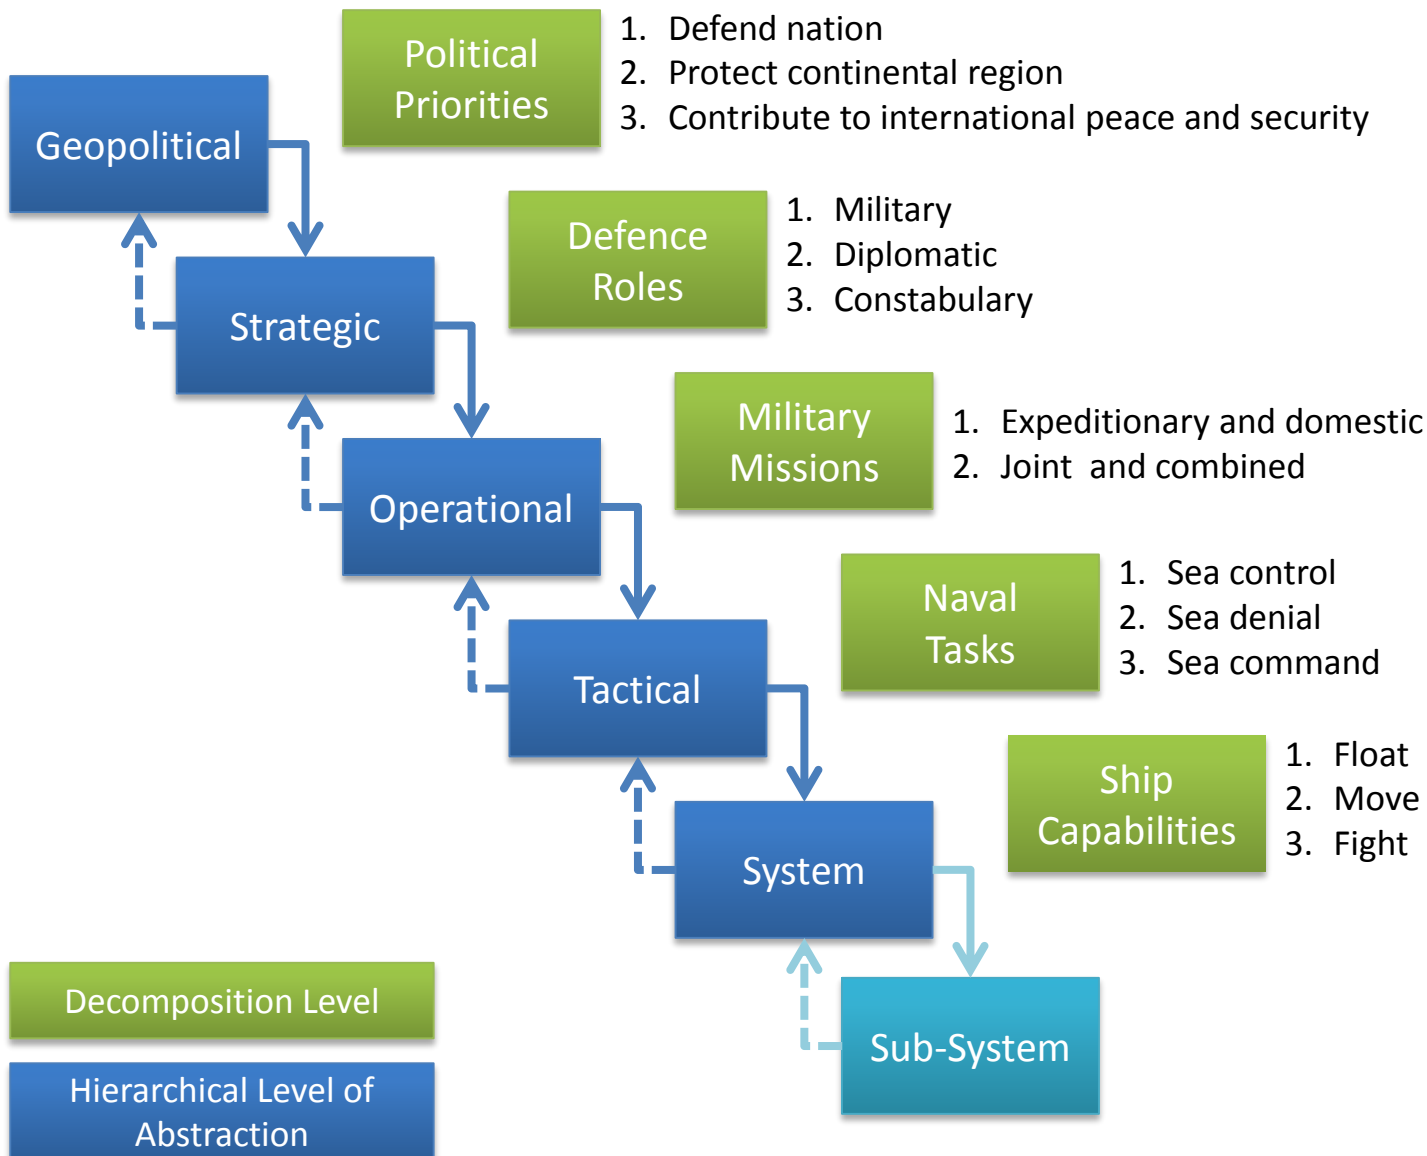 Political
Priorities
1. Defend nation
2. Protect continental region
3. Contribute to international peace and security
Geopolitical
Defence
Roles
1. Military
2. Diplomatic
3. Constabulary
Strategic
Military
Missions
1. Expeditionary and domestic
2. Joint and combined
Operational
Naval
Tasks
1. Sea control
2. Sea denial
3. Sea command
Tactical
Ship
Capabilities
1. Float
2. Move
3. Fight
System
Sub-System
Decomposition Level
Hierarchical Level of
Abstraction